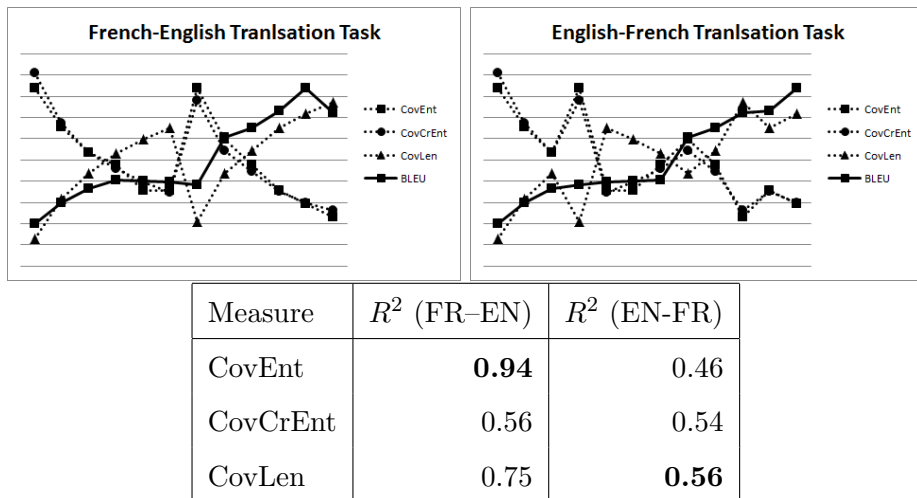 French-English Tranlsation Task
CovEnt
CovCrEnt
CovLen
BLEU
English-French Tranlsation Task
CovEnt
CovCrEnt
CovLen
BLEU
Measure R² (FR–EN) R² (EN-FR)
CovEnt 0.94 0.46
CovCrEnt 0.56 0.54
CovLen 0.75 0.56